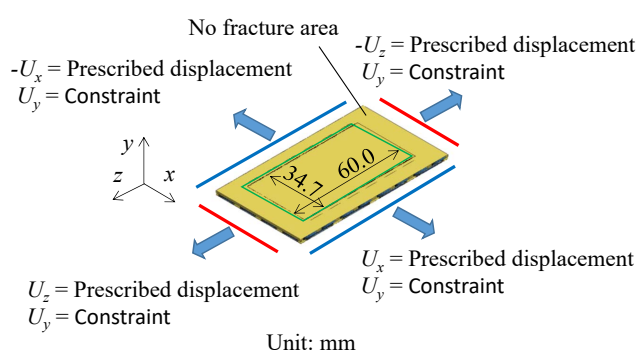 No fracture area
-Ux = Prescribed displacement
Uy = Constraint
-Uz = Prescribed displacement
Uy = Constraint
y
z
x
34.7
60.0
Uz = Prescribed displacement
Uy = Constraint
Ux = Prescribed displacement
Uy = Constraint
Unit: mm